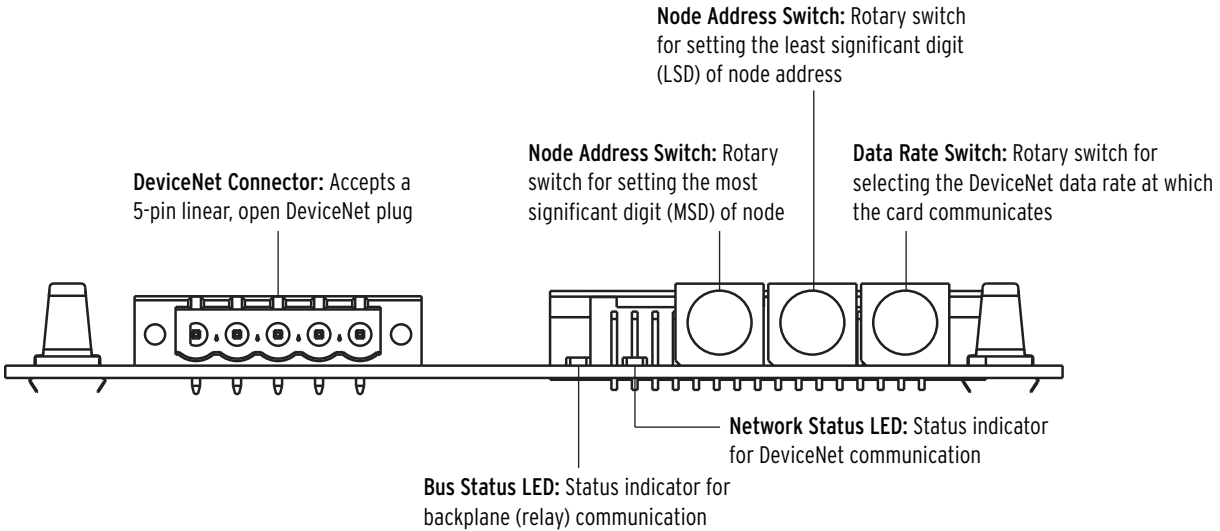 Node Address Switch: Rotary switch
for setting the least significant digit
(LSD) of node address
Node Address Switch: Rotary
switch for setting the most
significant digit (MSD) of node
Data Rate Switch: Rotary switch for
selecting the DeviceNet data rate at which
the card communicates
DeviceNet Connector: Accepts a
5-pin linear, open DeviceNet plug
Network Status LED: Status indicator
for DeviceNet communication
Bus Status LED: Status indicator for
backplane (relay) communication